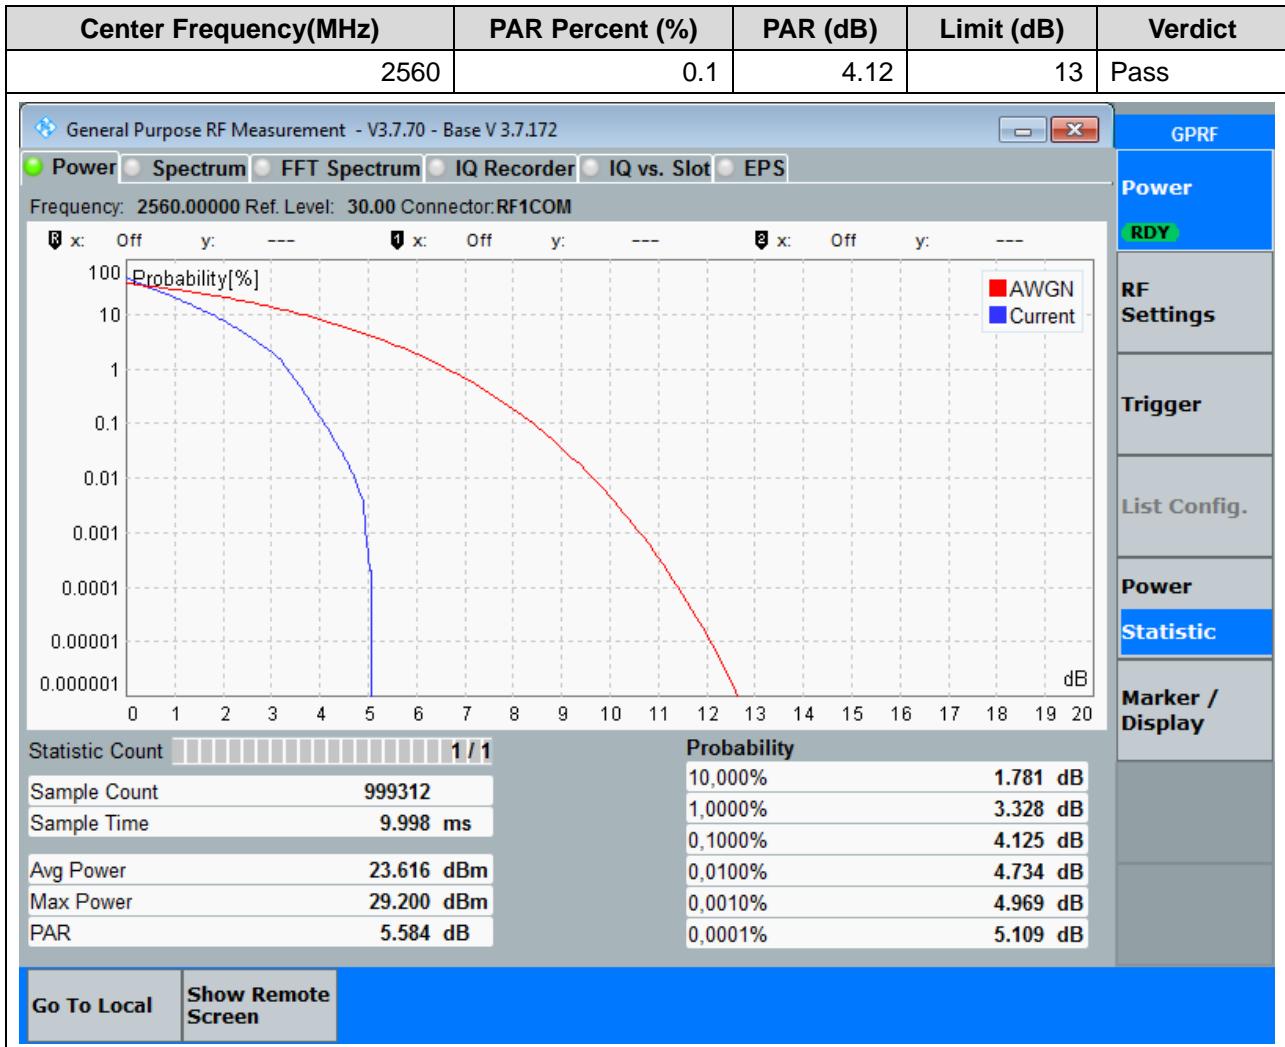 Center Frequency(MHz) PAR Percent (%) PAR (dB) Limit (dB) Verdict
2560 0.1 4.12 13 Pass
General Purpose RF Measurement - V3.7.70 - Base V 3.7.172
GPRF
Power Spectrum FFT Spectrum IQ Recorder IQ vs. Slot EPS
Frequency: 2560.00000 Ref. Level: 30.00 Connector: RF1COM
R x: Off y: --- 1 x: Off y: --- 2 x: Off y: ---
Probability[%]
100
10
1
0.1
0.01
0.001
0.0001
0.00001
0.000001
AWGN
Current
dB
0 1 2 3 4 5 6 7 8 9 10 11 12 13 14 15 16 17 18 19 20
Statistic Count 1 / 1
Sample Count 999312
Sample Time 9.998 ms
Avg Power 23.616 dBm
Max Power 29.200 dBm
PAR 5.584 dB
Probability
10,000% 1.781 dB
1,0000% 3.328 dB
0,1000% 4.125 dB
0,0100% 4.734 dB
0,0010% 4.969 dB
0,0001% 5.109 dB
Power
RDY
RF
Settings
Trigger
List Config.
Power
Statistic
Marker /
Display
Go To Local
Show Remote
Screen